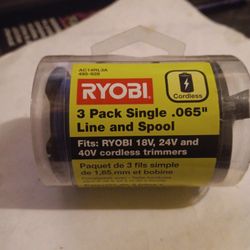 AC14RL3A
Cordless
RYOBI
3 Pack Single .065"
Line and Spool
Fits: RYOBI 18V, 24V and
40V cordless trimmers
Paquet de 3 fils simple
de 1,65 mm et bobine